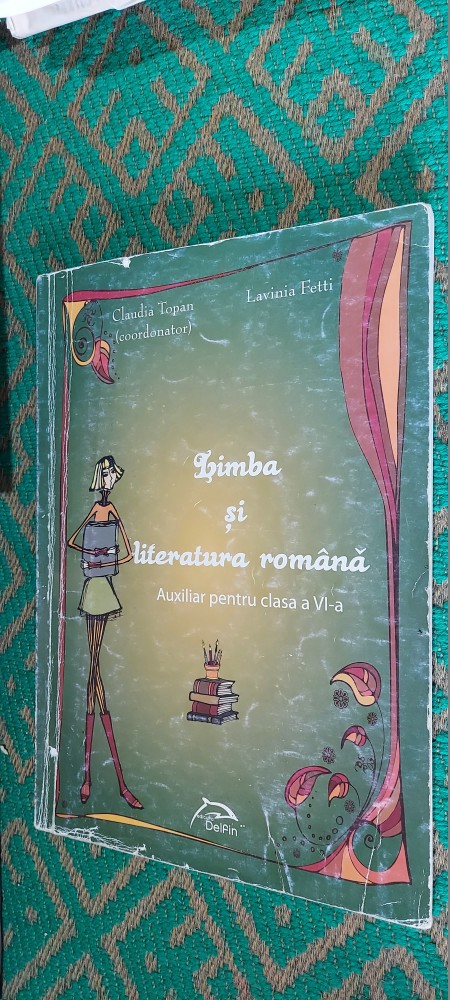 Claudia Topan
(coordonator)
Lavinia Fetti
Limba
și
literatura română
Auxiliar pentru clasa a VI-a
Delfin